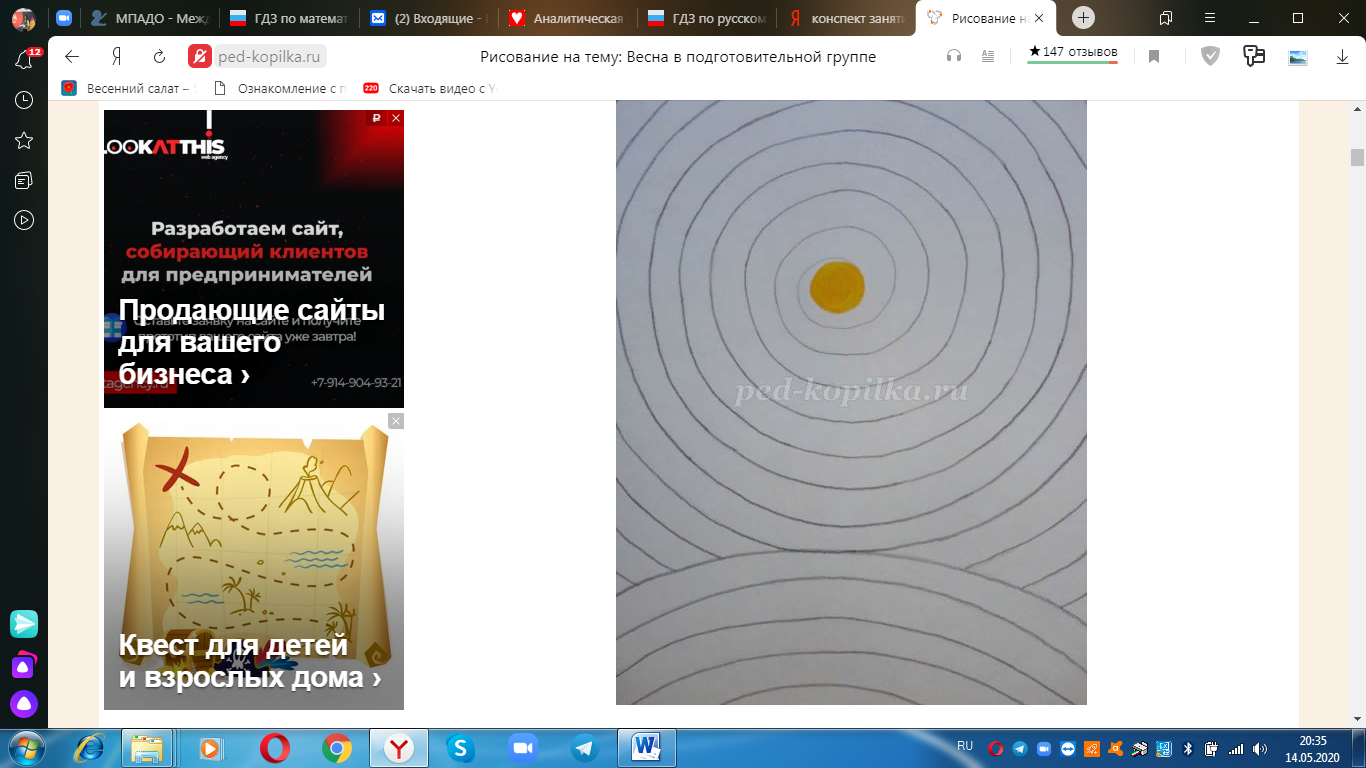 МПАДО - Меж
ГДЗ по матема
(2) Входящие -
Аналитическая
ГДЗ по русском
конспект заняти
Рисование на
12
ped-kopilka.ru
Рисование на тему: Весна в подготовительной группе
★147 отзывов
Весенний салат –
Ознакомление с п
220
Скачать видео с Y
LOOKATTHIS
web agency
Разработаем сайт,
собирающий клиентов
для предпринимателей
Продающие сайты
для вашего
бизнеса ›
+7-914-904-93-21
ped-kopilka.ru
Квест для детей
и взрослых дома ›
RU
20:35
14.05.2020